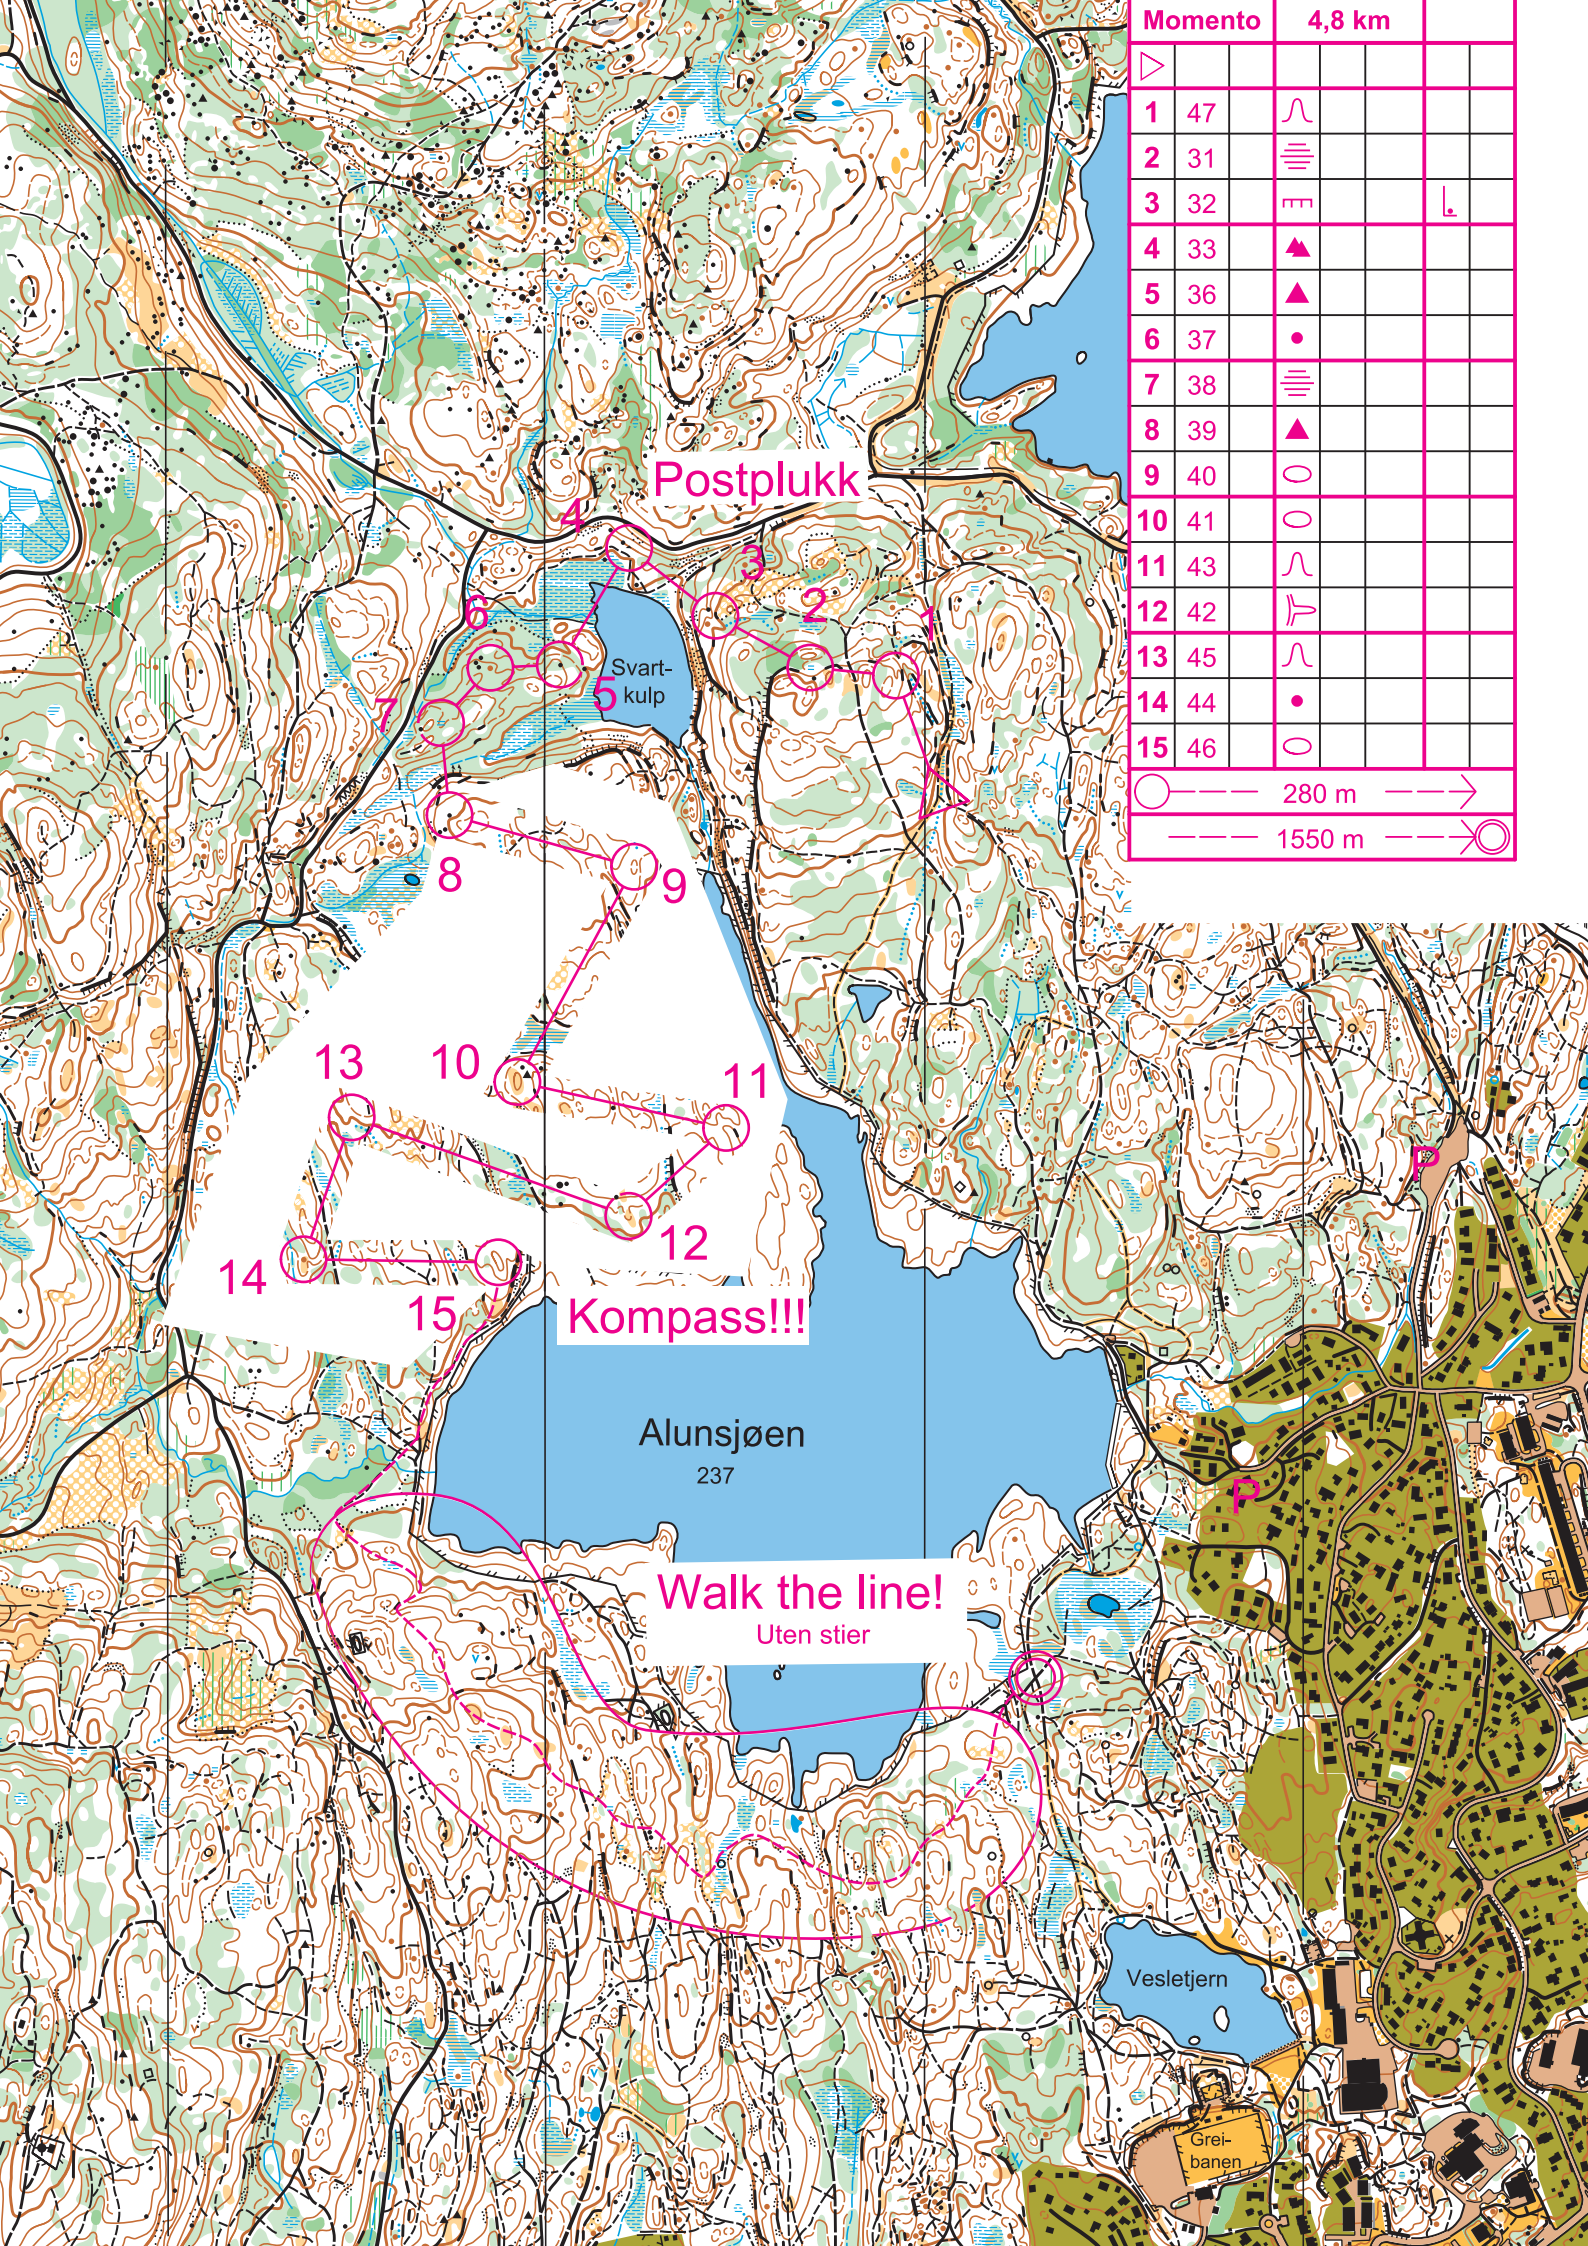 Momento 4,8 km
1 47
2 31
3 32
4 33
5 36
6 37
7 38
8 39
9 40
10 41
11 43
12 42
13 45
14 44
15 46
280 m
1550 m
Postplukk
4
3
2
1
6
5
7
Svart-
kulp
8
9
13
10
11
12
14
15
Kompass!!!
P
Alunsjøen
237
P
Walk the line!
Uten stier
Vesletjern
Grei-
banen